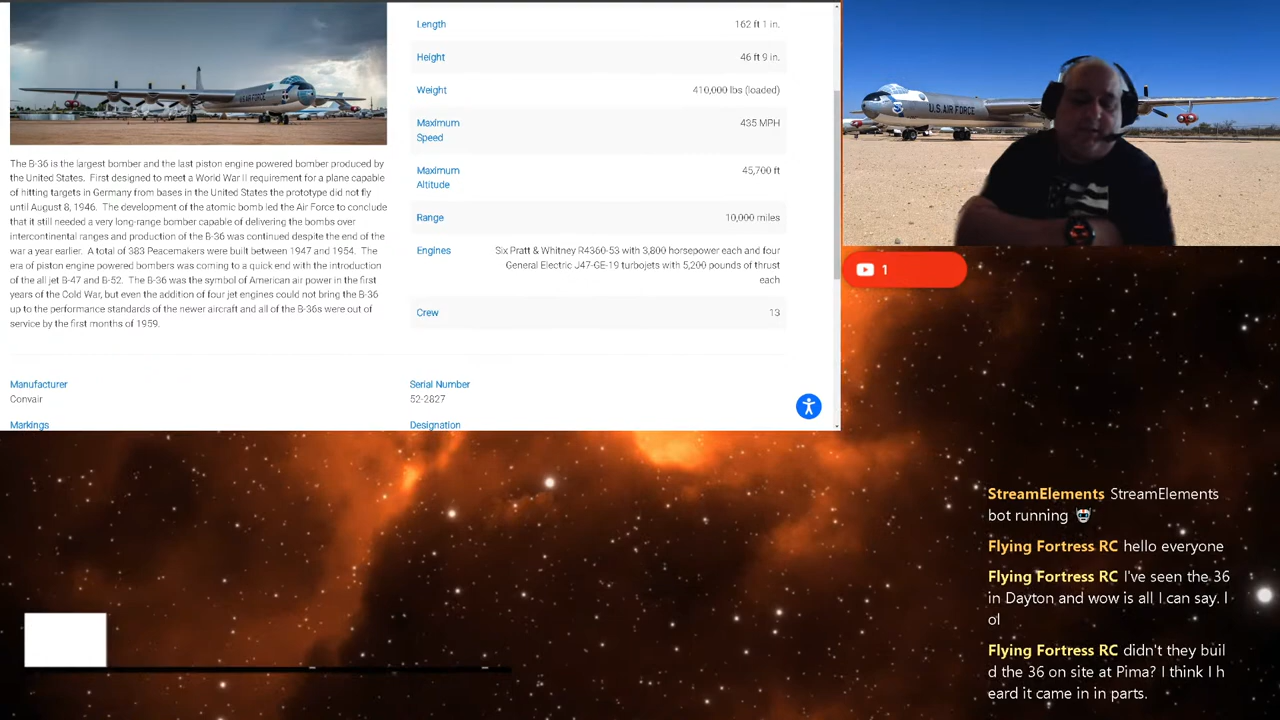 Length 162 ft 1 in.
Height 46 ft 9 in.
Weight 410,000 lbs (loaded)
Maximum 435 MPH
Speed
Maximum 45,700 ft
Altitude
Range 10,000 miles
Engines Six Pratt & Whitney R4360-53 with 3,800 horsepower each and four
General Electric J47-GE-19 turbojets with 5,200 pounds of thrust
each
Crew 13
U.S. AIR FORCE
The B-36 is the largest bomber and the last piston engine powered bomber produced by
the United States. First designed to meet a World War II requirement for a plane capable
of hitting targets in Germany from bases in the United States the prototype did not fly
until August 8, 1946. The development of the atomic bomb led the Air Force to conclude
that it still needed a very long-range bomber capable of delivering the bombs over
intercontinental ranges and production of the B-36 was continued despite the end of the
war a year earlier. A total of 383 Peacemakers were built between 1947 and 1954. The
era of piston engine powered bombers was coming to a quick end with the introduction
of the all jet B-47 and B-52. The B-36 was the symbol of American air power in the first
years of the Cold War, but even the addition of four jet engines could not bring the B-36
up to the performance standards of the newer aircraft and all of the B-36s were out of
service by the first months of 1959.
Manufacturer
Convair
Serial Number
52-2827
Markings
Designation
U.S. AIR FORCE
1
StreamElements StreamElements
bot running
Flying Fortress RC hello everyone
Flying Fortress RC I've seen the 36
in Dayton and wow is all I can say. l
ol
Flying Fortress RC didn't they buil
d the 36 on site at Pima? I think I h
eard it came in in parts.